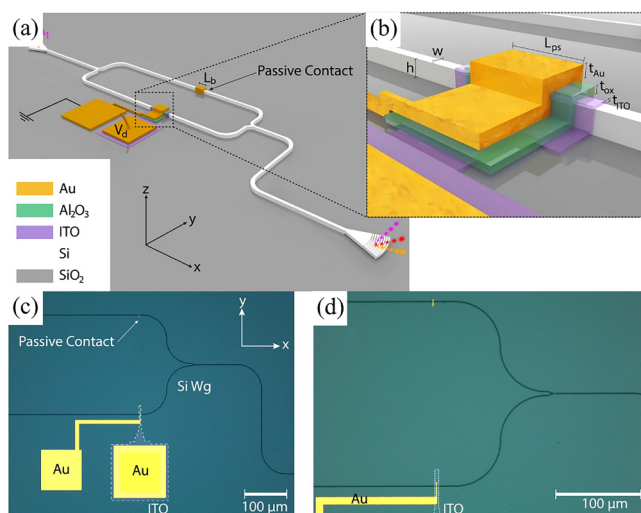 (a)
L_b
Passive Contact
V_d
z
y
x
Au
Al₂O₃
ITO
Si
SiO₂
(b)
w
h
L_ps
t_Au
t_ox
t_ITO
(c)
y
x
Passive Contact
Si Wg
Au
Au
ITO
100 µm
(d)
Au
ITO
100 µm